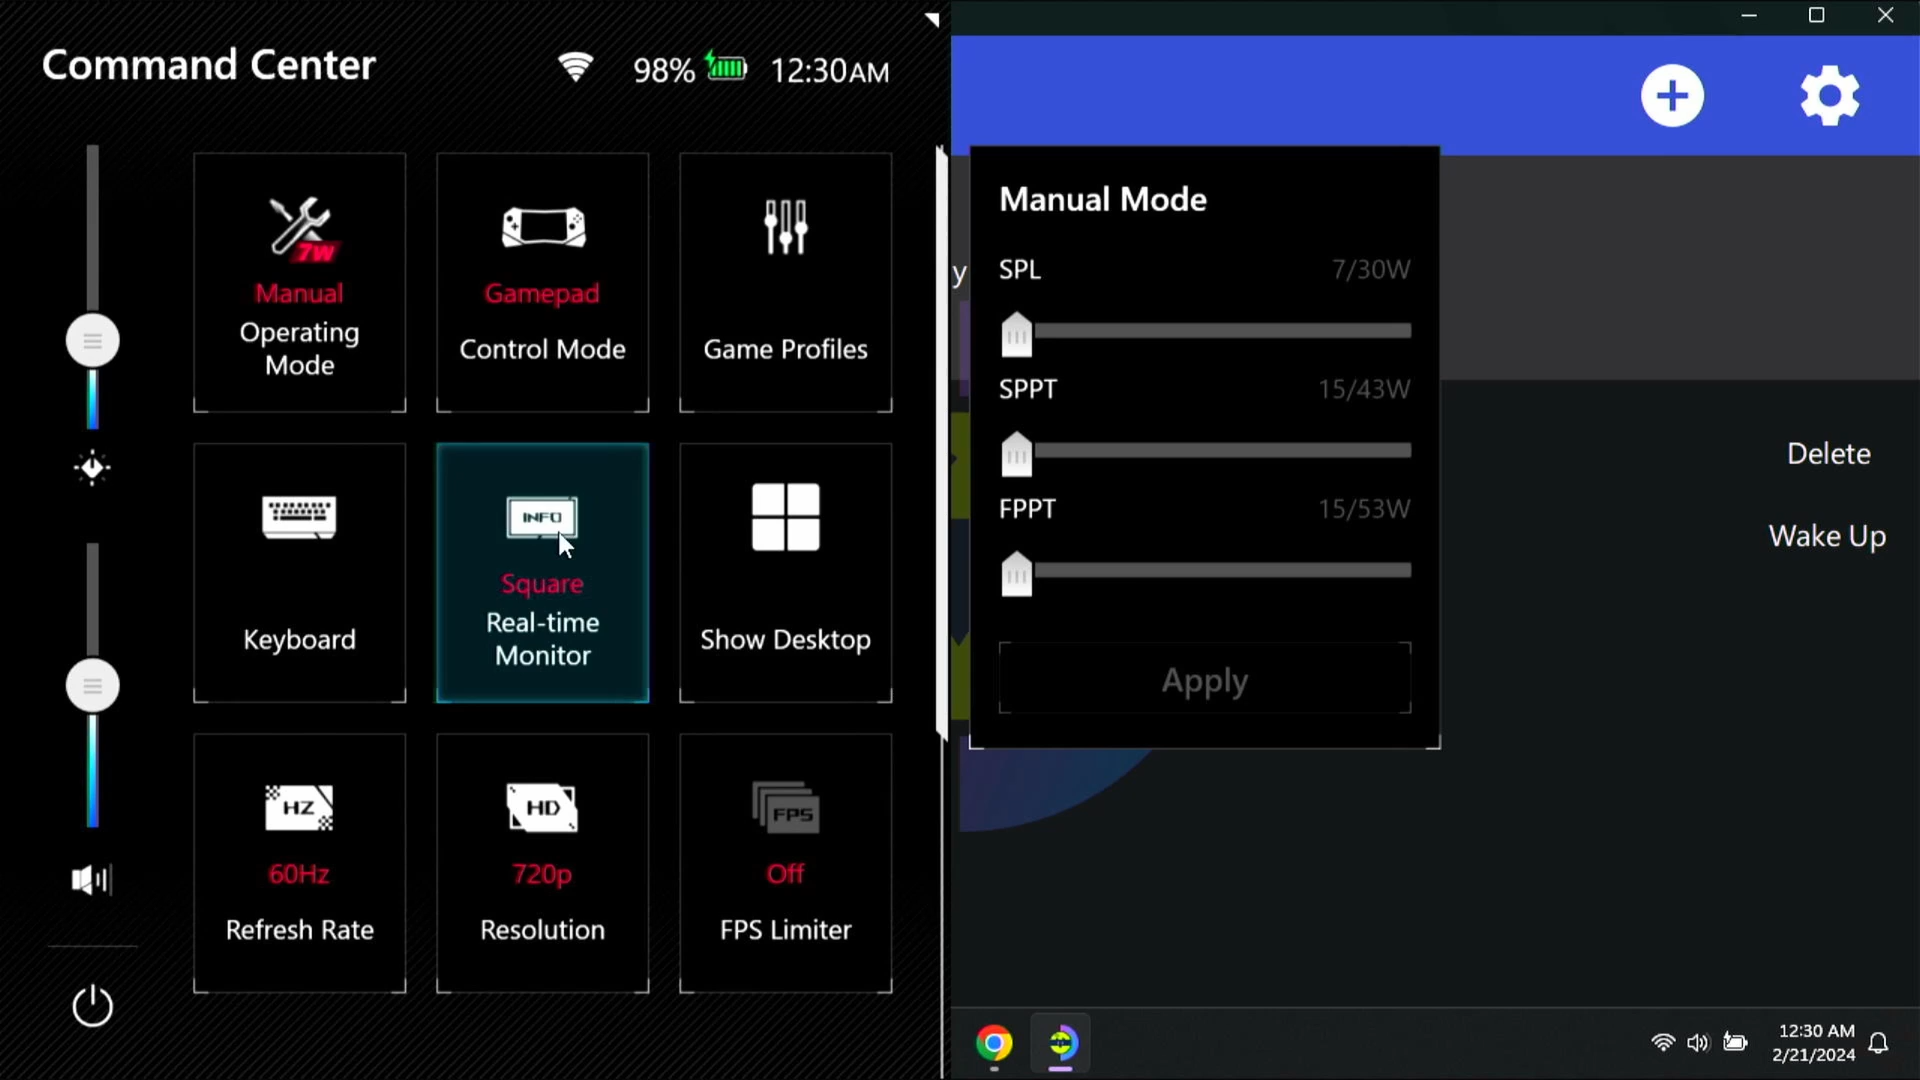 Command Center
98%
12:30AM
7W
Manual
Operating
Mode
Gamepad
Control Mode
Game Profiles
Keyboard
INFO
Square
Real-time
Monitor
Show Desktop
HZ
60Hz
Refresh Rate
HD
720p
Resolution
FPS
Off
FPS Limiter
y
Manual Mode
SPL
7/30W
SPPT
15/43W
FPPT
15/53W
Apply
Delete
Wake Up
12:30 AM
2/21/2024